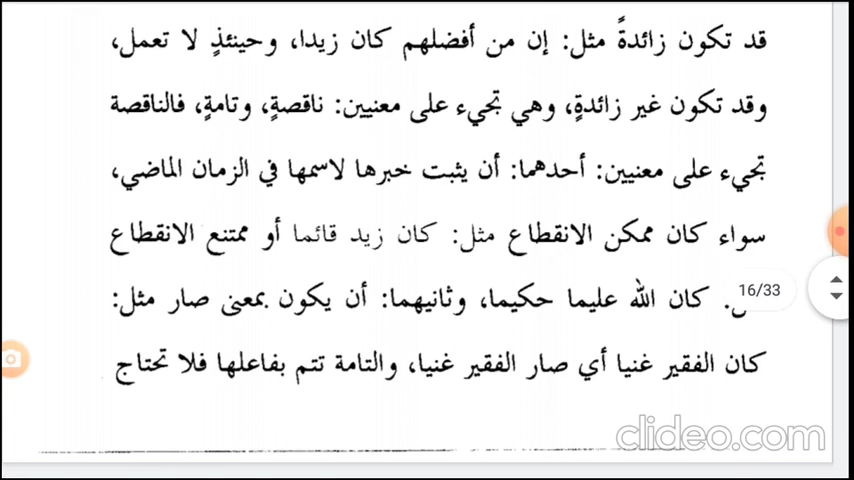 قد تكون زائدةً مثل: إن من أفضلهم كان زيدا، وحينئذٍ لا تعمل،
وقد تكون غير زائدةٍ، وهي تجيء على معنيين: ناقصةٍ، وتامةٍ، فالناقصة
تجيء على معنيين: أحدهما: أن يثبت خبرها لاسمها في الزمان الماضي،
سواء كان ممكن الانقطاع مثل: كان زيد قائما أو ممتنع الانقطاع
كان الله عليما حكيما، وثانيهما: أن يكون بمعنى صار مثل:
16/33
كان الفقير غنيا أي صار الفقير غنيا، والتامة تتم بفاعلها فلا تحتاج
clideo.com